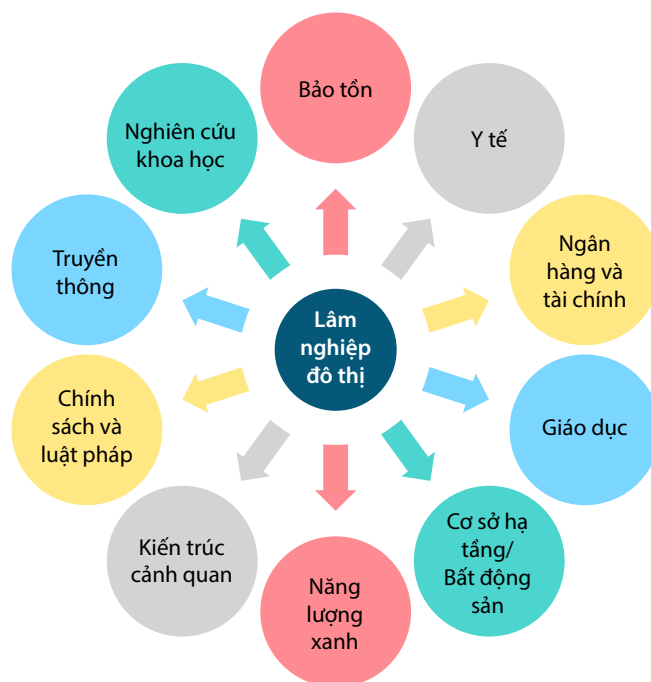 Bảo tồn
Y tế
Ngân
hàng và
tài chính
Giáo dục
Cơ sở hạ
tầng/
Bất động
sản
Năng
lượng
xanh
Kiến trúc
cảnh quan
Chính
sách và
luật pháp
Truyền
thông
Nghiên cứu
khoa học
Lâm
nghiệp
đô thị